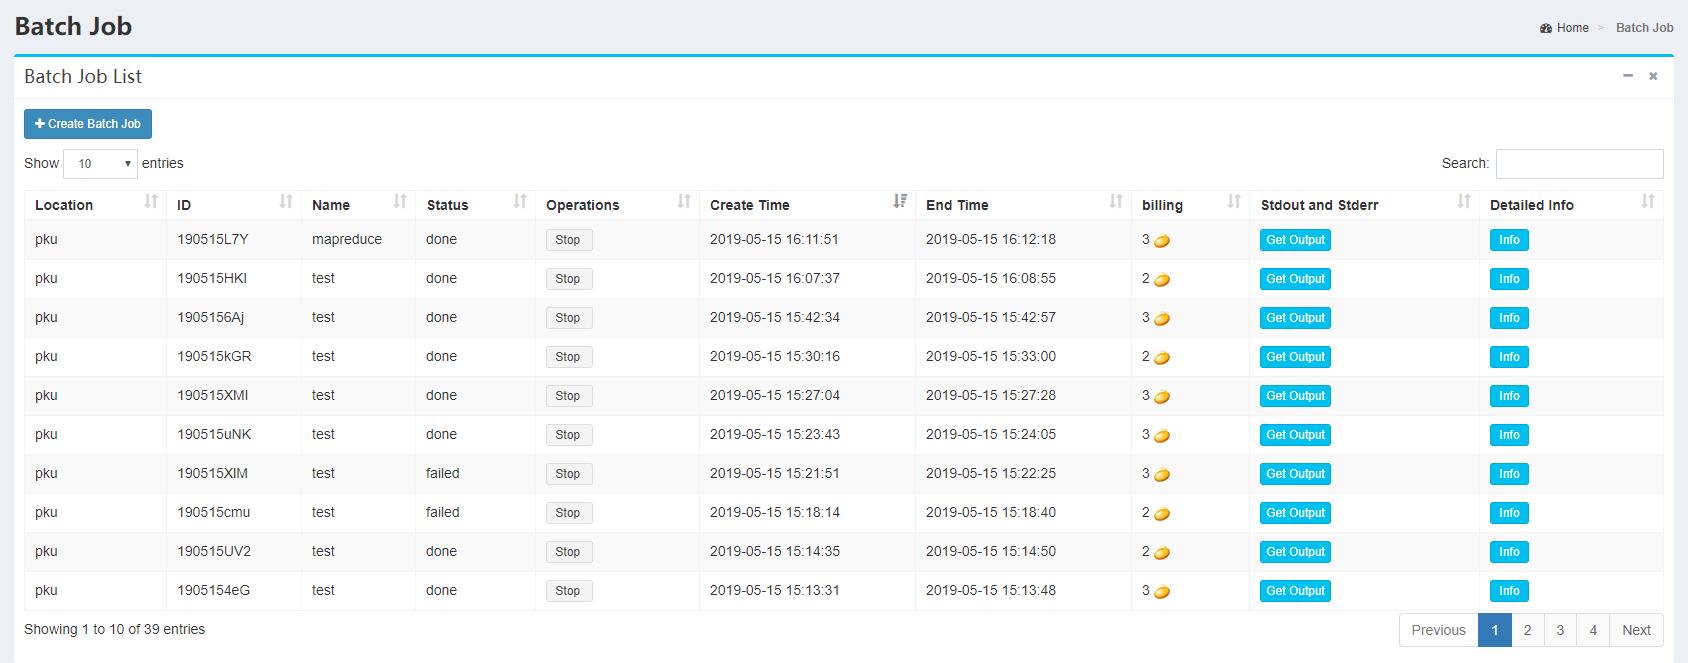 Batch Job
Home > Batch Job
Batch Job List
Create Batch Job
Show 10 entries
Search:
Location ID Name Status Operations Create Time End Time billing Stdout and Stderr Detailed Info
pku 190515L7Y mapreduce done Stop 2019-05-15 16:11:51 2019-05-15 16:12:18 3 Get Output Info
pku 190515HKI test done Stop 2019-05-15 16:07:37 2019-05-15 16:08:55 2 Get Output Info
pku 1905156Aj test done Stop 2019-05-15 15:42:34 2019-05-15 15:42:57 3 Get Output Info
pku 190515kGR test done Stop 2019-05-15 15:30:16 2019-05-15 15:33:00 2 Get Output Info
pku 190515XMI test done Stop 2019-05-15 15:27:04 2019-05-15 15:27:28 3 Get Output Info
pku 190515uNK test done Stop 2019-05-15 15:23:43 2019-05-15 15:24:05 3 Get Output Info
pku 190515XIM test failed Stop 2019-05-15 15:21:51 2019-05-15 15:22:25 3 Get Output Info
pku 190515cmu test failed Stop 2019-05-15 15:18:14 2019-05-15 15:18:40 2 Get Output Info
pku 190515UV2 test done Stop 2019-05-15 15:14:35 2019-05-15 15:14:50 2 Get Output Info
pku 1905154eG test done Stop 2019-05-15 15:13:31 2019-05-15 15:13:48 3 Get Output Info
Showing 1 to 10 of 39 entries
Previous 1 2 3 4 Next